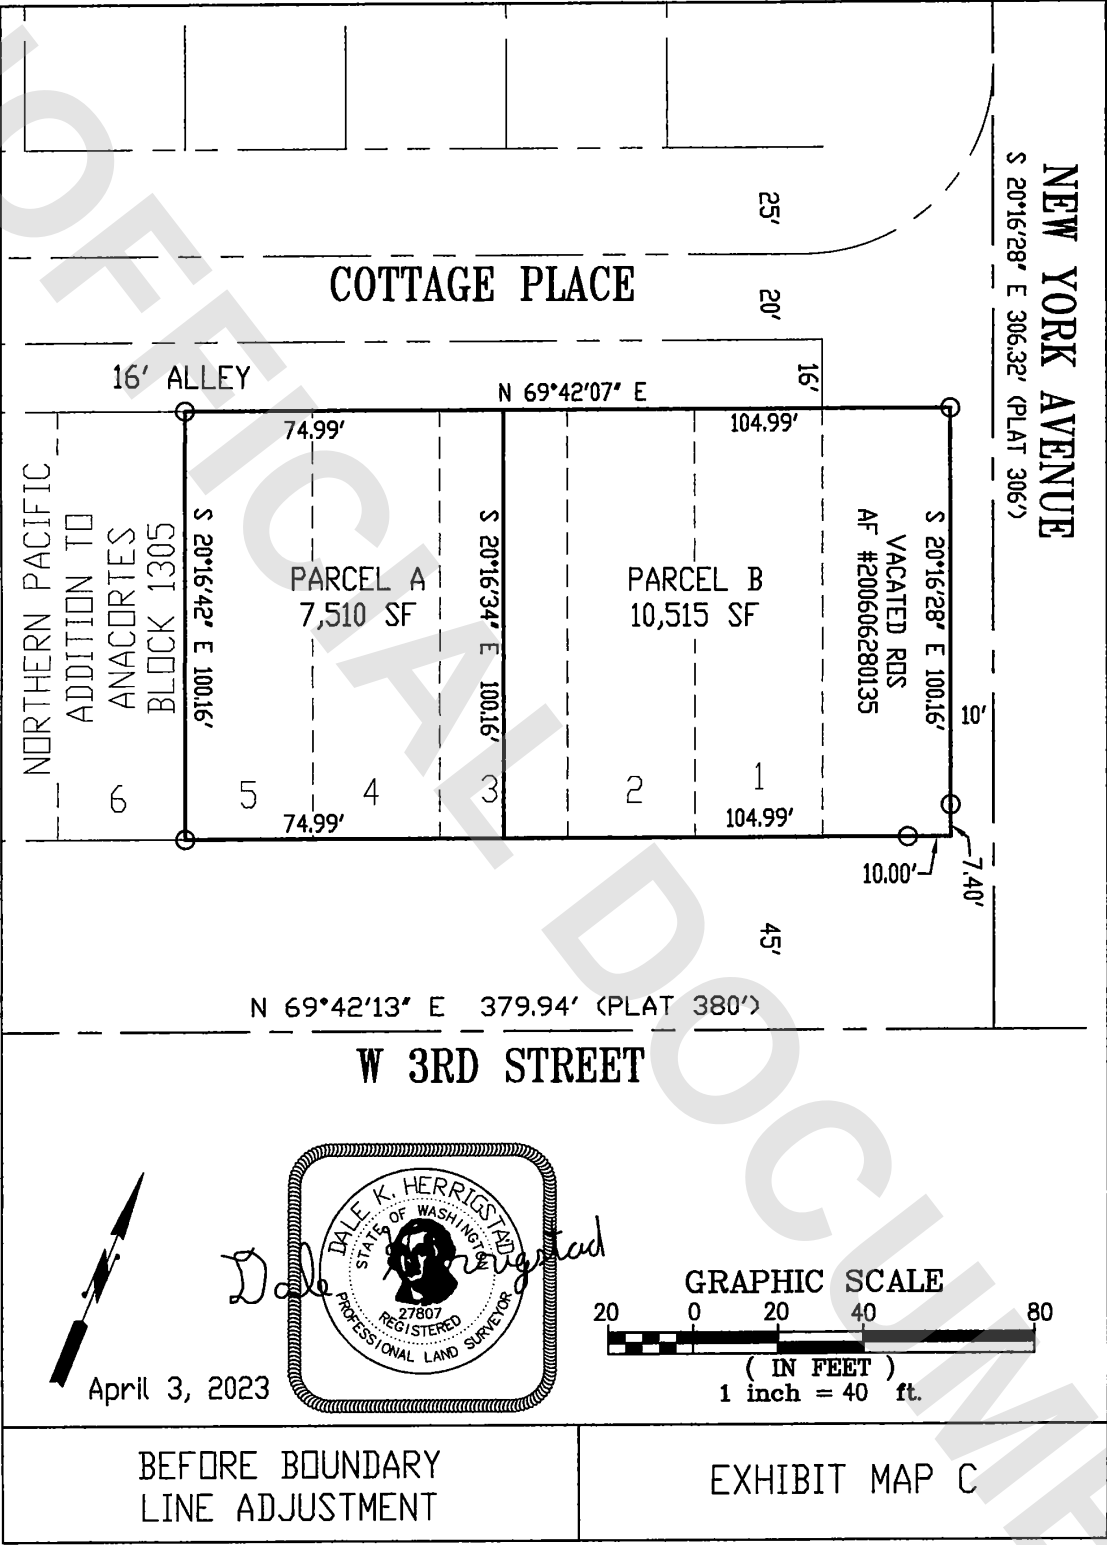 25'
COTTAGE PLACE
20'
NEW YORK AVENUE
S 20°16'28" E 306.32' (PLAT 306')
16' ALLEY
N 69°42'07" E
16'
74.99'
104.99'
NORTHERN PACIFIC
ADDITION TO
ANACORTES
BLOCK 1305
S 20°16'42" E 100.16'
PARCEL A
7,510 SF
S 20°16'34" E 100.16'
PARCEL B
10,515 SF
VACATED ROS
AF #200606280135
S 20°16'28" E 100.16'
10'
6
5
4
3
2
1
74.99'
104.99'
10.00'
7.40'
45'
N 69°42'13" E 379.94' (PLAT 380')
W 3RD STREET
DALE K. HERRIGSTAD
STATE OF WASHINGTON
27807
REGISTERED
PROFESSIONAL LAND SURVEYOR
Dale K Herrigstad
April 3, 2023
GRAPHIC SCALE
20 0 20 40 80
( IN FEET )
1 inch = 40 ft.
BEFORE BOUNDARY
LINE ADJUSTMENT
EXHIBIT MAP C
UNOFFICIAL DOCUMENT